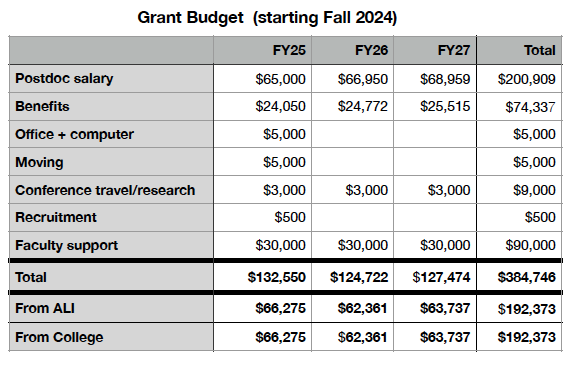 Grant Budget (starting Fall 2024)
FY25 FY26 FY27 Total
Postdoc salary $65,000 $66,950 $68,959 $200,909
Benefits $24,050 $24,772 $25,515 $74,337
Office + computer $5,000 $5,000
Moving $5,000 $5,000
Conference travel/research $3,000 $3,000 $3,000 $9,000
Recruitment $500 $500
Faculty support $30,000 $30,000 $30,000 $90,000
Total $132,550 $124,722 $127,474 $384,746
From ALI $66,275 $62,361 $63,737 $192,373
From College $66,275 $62,361 $63,737 $192,373